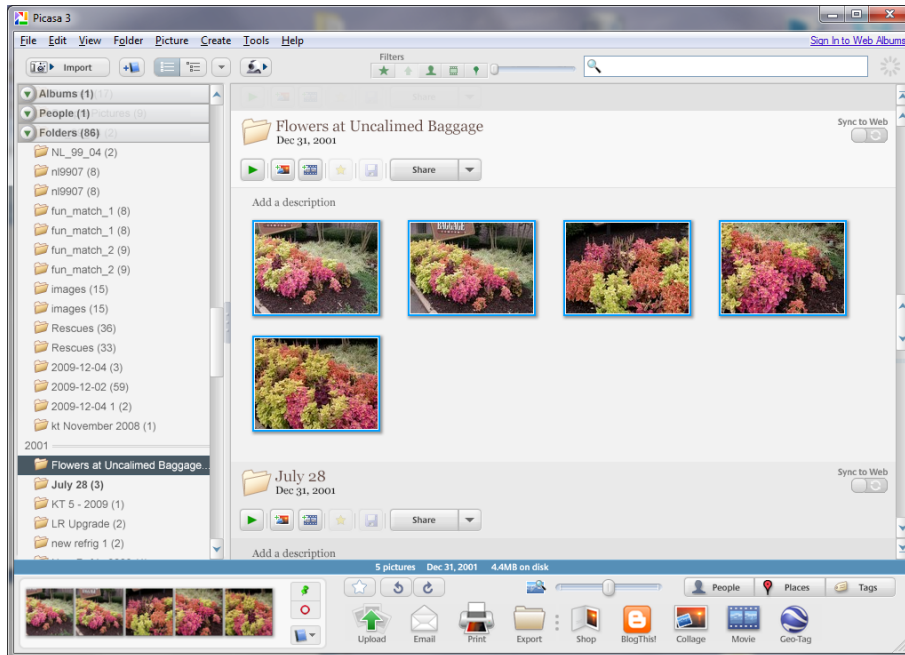 Picasa 3
File Edit View Folder Picture Create Tools Help
Sign In to Web Albums
Import
Filters
Albums (1)
People (1)
Folders (86)
NL_99_04 (2)
nl9907 (8)
nl9907 (8)
fun_match_1 (8)
fun_match_1 (8)
fun_match_2 (9)
fun_match_2 (9)
images (15)
images (15)
Rescues (36)
Rescues (33)
2009-12-04 (3)
2009-12-02 (59)
2009-12-04 1 (2)
kt November 2008 (1)
2001
Flowers at Uncalimed Baggage...
July 28 (3)
KT 5 - 2009 (1)
LR Upgrade (2)
new refrig 1 (2)
Flowers at Uncalimed Baggage
Dec 31, 2001
Sync to Web
Share
Add a description
BAGGAGE
July 28
Dec 31, 2001
Sync to Web
Share
Add a description
5 pictures Dec 31, 2001 4.4MB on disk
People Places Tags
Upload Email Print Export Shop BlogThis! Collage Movie Geo-Tag